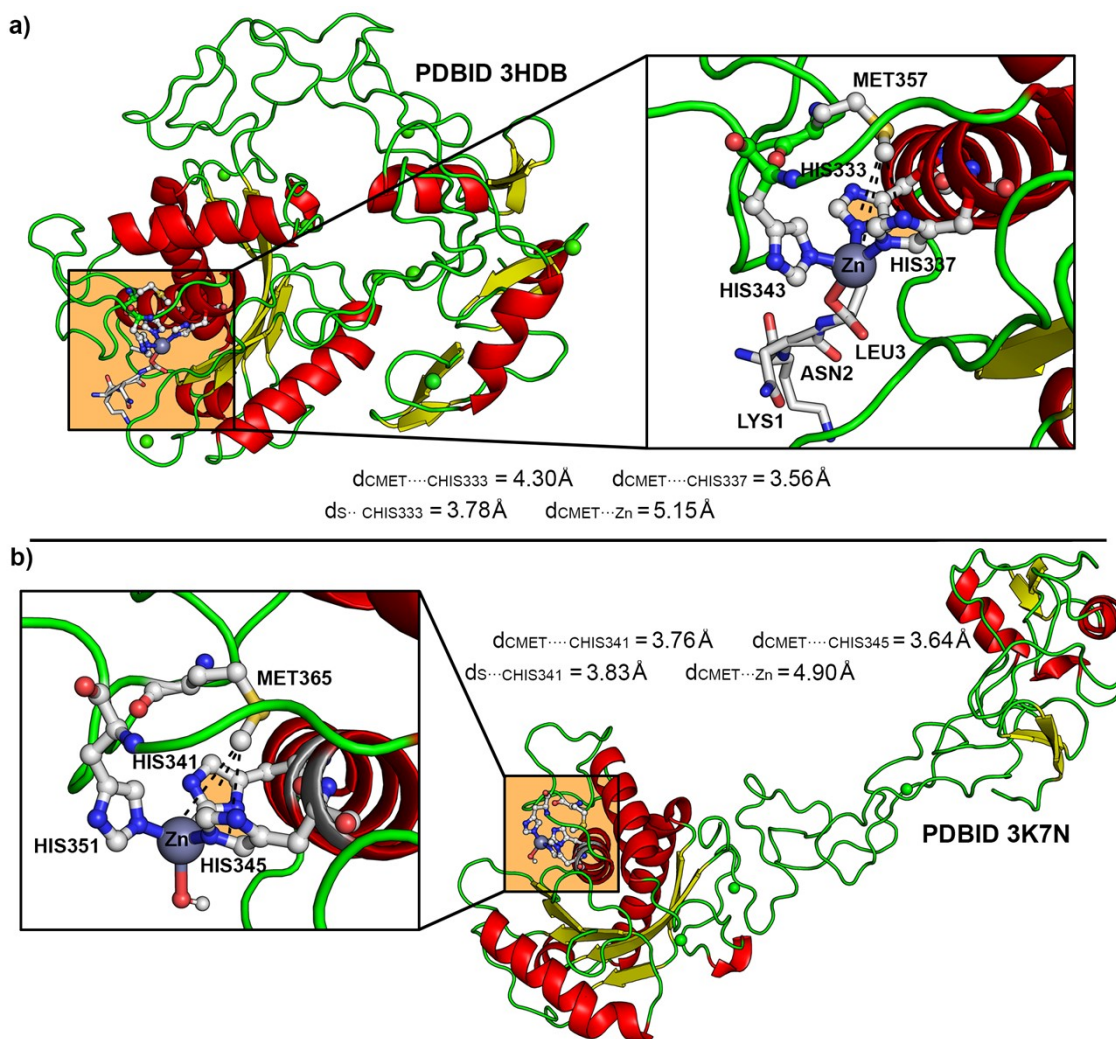 a)
PDBID 3HDB
MET357
HIS333
Zn
HIS337
HIS343
LEU3
ASN2
LYS1
dCMET····CHIS333 = 4.30Å dCMET····CHIS337 = 3.56Å
dS·· CHIS333 = 3.78Å dCMET···Zn = 5.15Å
b)
dCMET····CHIS341 = 3.76Å dCMET····CHIS345 = 3.64Å
dS···CHIS341 = 3.83Å dCMET···Zn = 4.90Å
MET365
HIS341
HIS351
Zn
HIS345
PDBID 3K7N